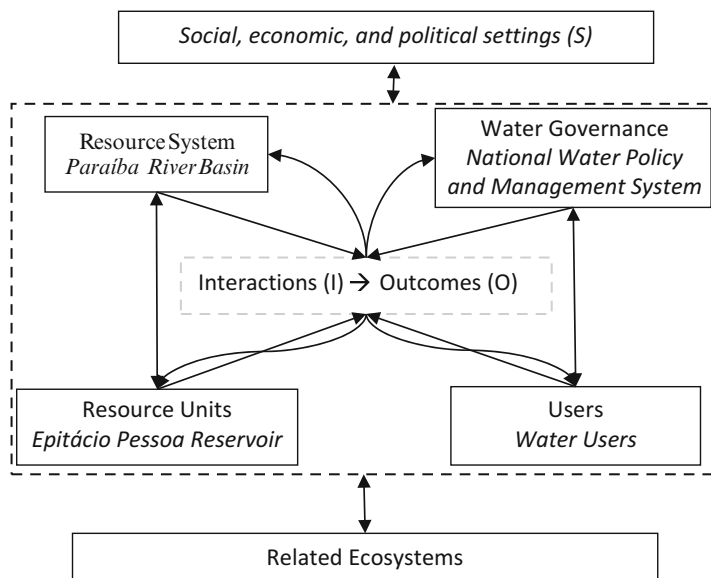 Social, economic, and political settings (S)
Resource System
Paraíba River Basin
Water Governance
National Water Policy
and Management System
Interactions (I) → Outcomes (O)
Resource Units
Epitácio Pessoa Reservoir
Users
Water Users
Related Ecosystems